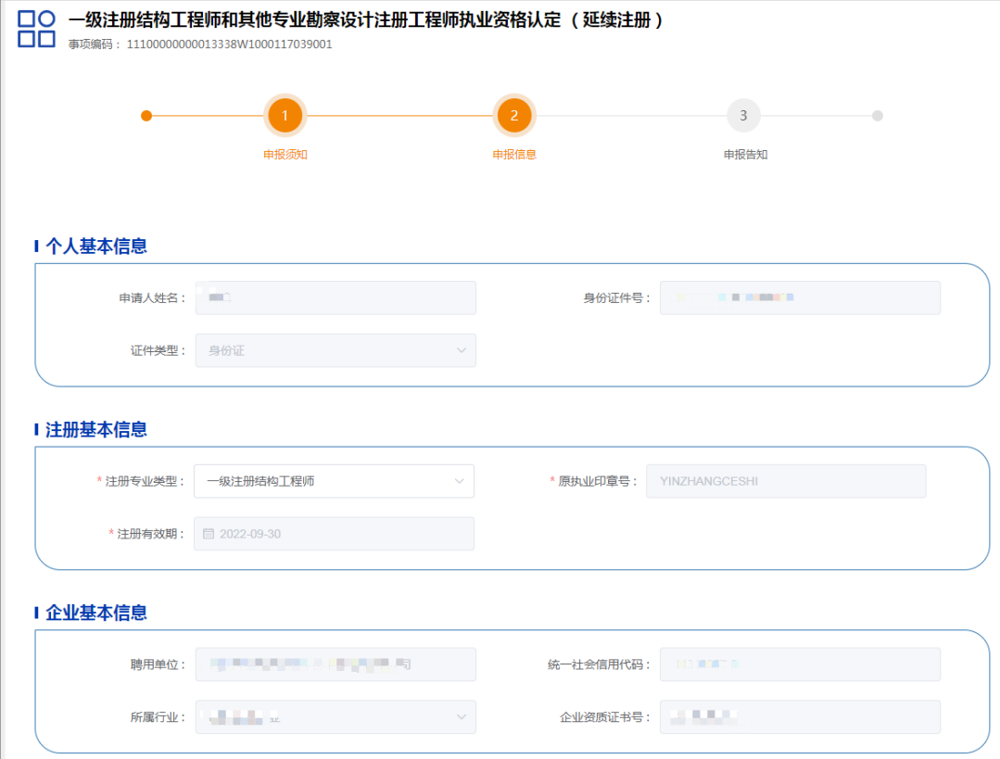 一级注册结构工程师和其他专业勘察设计注册工程师执业资格认定（延续注册）
事项编码： 11100000000013338W1000117039001
1 2 3
申报须知 申报信息 申报告知
个人基本信息
申请人姓名： 身份证件号：
证件类型： 身份证
注册基本信息
* 注册专业类型： 一级注册结构工程师 * 原执业印章号： YINZHANGCESHI
* 注册有效期： 2022-09-30
企业基本信息
聘用单位： 司 统一社会信用代码：
所属行业： 企业资质证书号：